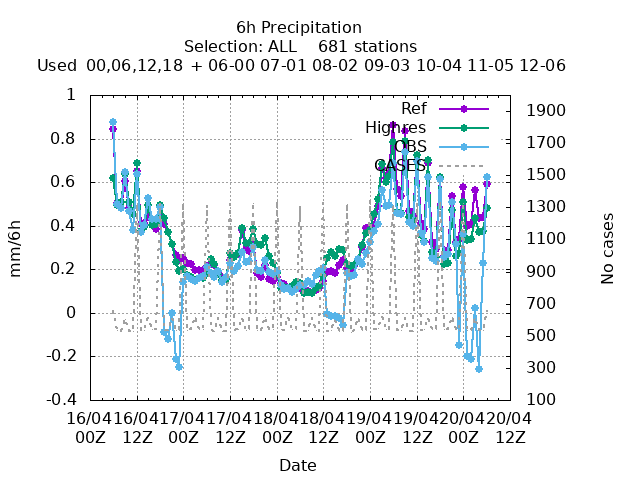 6h Precipitation
Selection: ALL    681 stations
Used 00,06,12,18 + 06-00 07-01 08-02 09-03 10-04 11-05 12-06
mm/6h
1
0.8
0.6
0.4
0.2
0
-0.2
-0.4
Ref
Highres
OBS
CASES
1900
1700
1500
1300
1100
900
700
500
300
100
No cases
16/04 16/04 17/04 17/04 18/04 18/04 19/04 19/04 20/04 20/04
00Z 12Z 00Z 12Z 00Z 12Z 00Z 12Z 00Z 12Z
Date